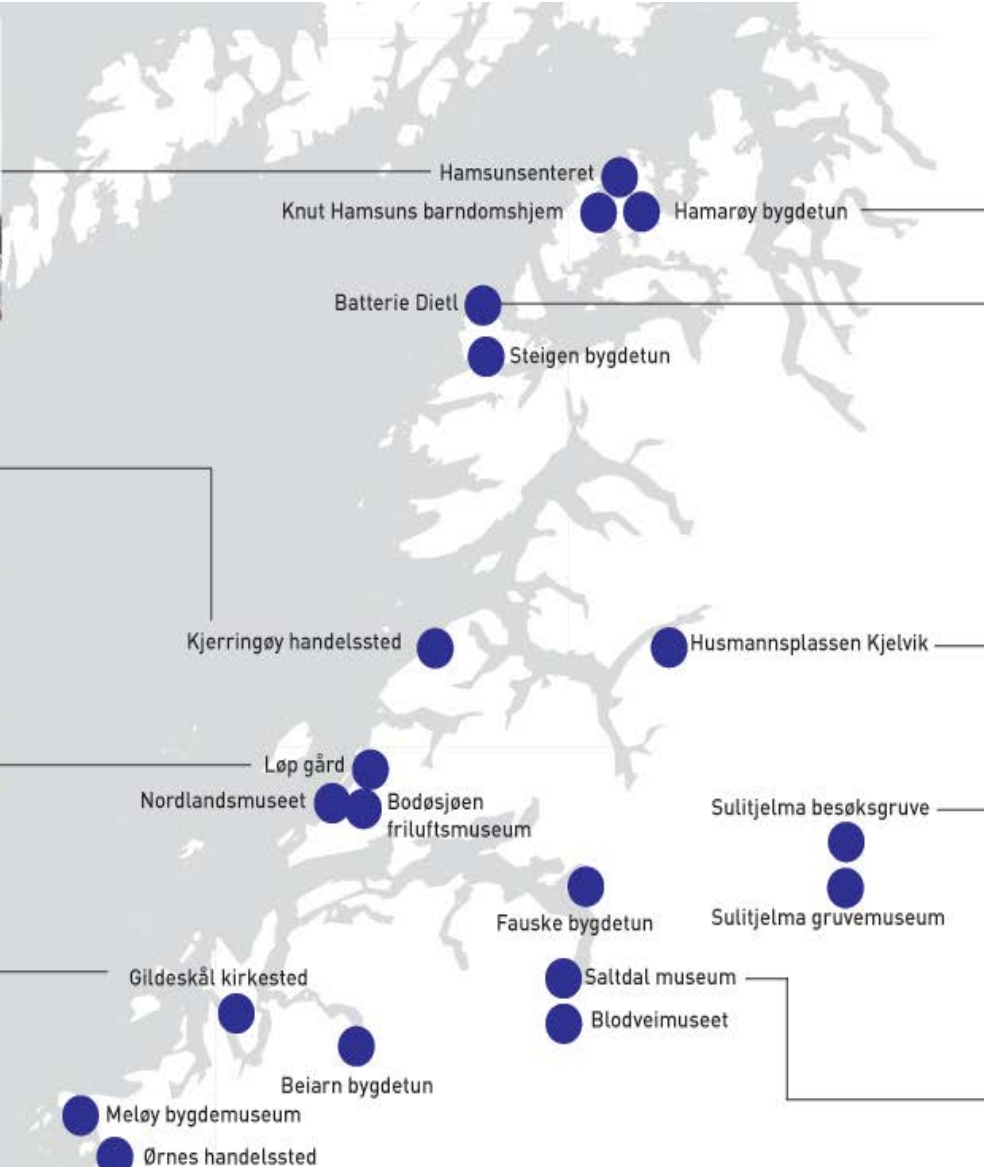 Hamsunsenteret
Knut Hamsuns barndomshjem
Hamarøy bygdetun
Batterie Dietl
Steigen bygdetun
Kjerringøy handelssted
Husmannsplassen Kjelvik
Løp gård
Nordlandsmuseet
Bodøsjøen
friluftsmuseum
Sulitjelma besøksgruve
Sulitjelma gruvemuseum
Fauske bygdetun
Gildeskål kirkested
Saltdal museum
Blodveimuseet
Beiarn bygdetun
Meløy bygdemuseum
Ørnes handelssted